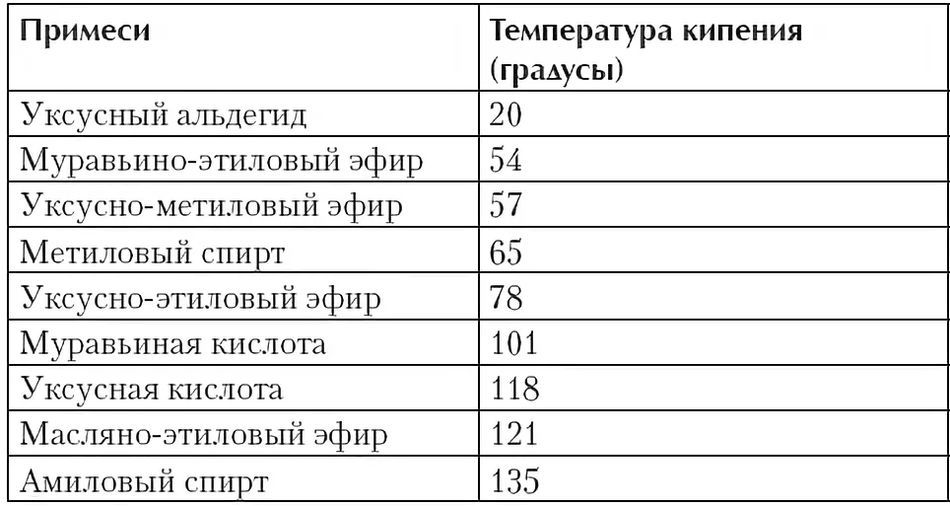 Примеси Температура кипения
(градусы)
Уксусный альдегид 20
Муравьино-этиловый эфир 54
Уксусно-метиловый эфир 57
Метиловый спирт 65
Уксусно-этиловый эфир 78
Муравьиная кислота 101
Уксусная кислота 118
Масляно-этиловый эфир 121
Амиловый спирт 135